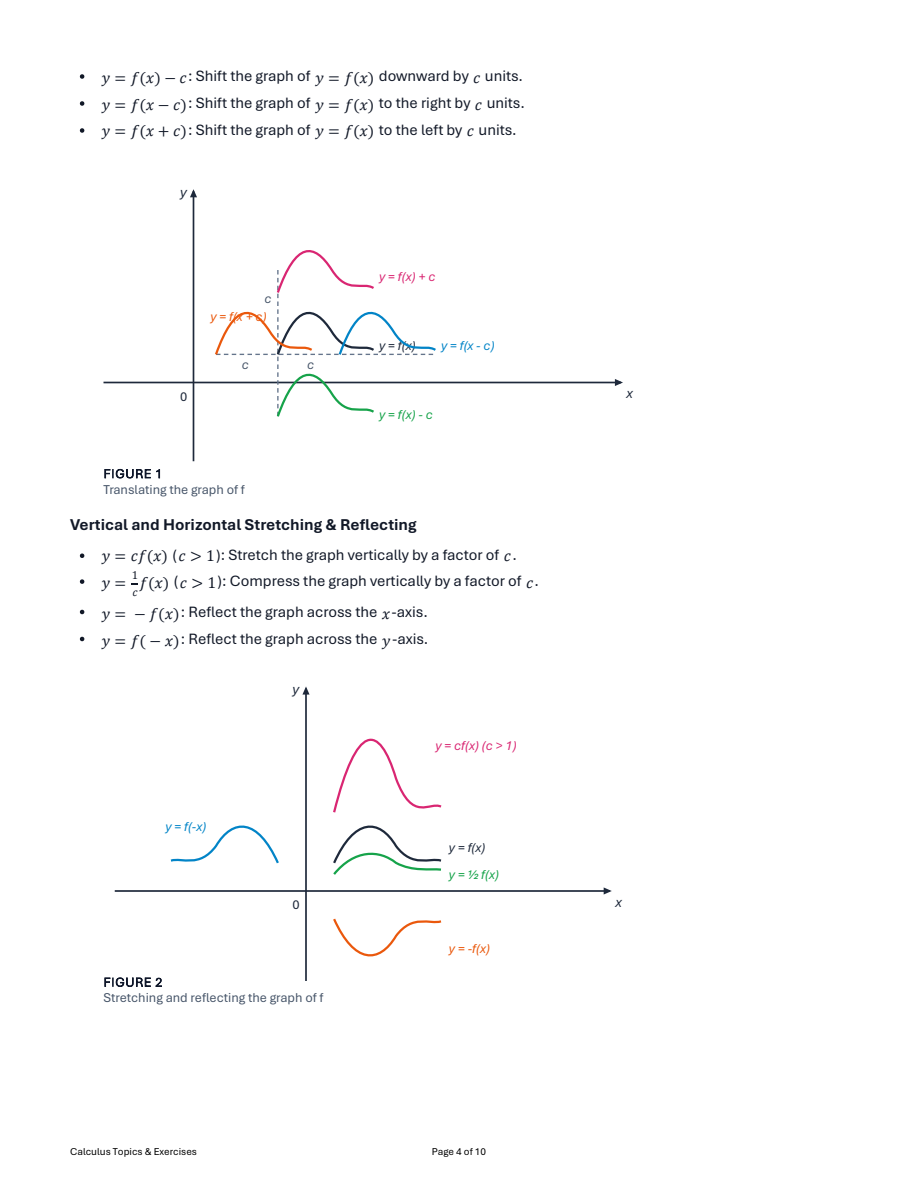 • y = f(x) − c: Shift the graph of y = f(x) downward by c units.
• y = f(x − c): Shift the graph of y = f(x) to the right by c units.
• y = f(x + c): Shift the graph of y = f(x) to the left by c units.
y
y = f(x) + c
c
y = f(x + c)
y = f(x)
y = f(x - c)
c
c
0
x
y = f(x) - c
FIGURE 1
Translating the graph of f
Vertical and Horizontal Stretching & Reflecting
• y = cf(x) (c > 1): Stretch the graph vertically by a factor of c.
• y = 1/c f(x) (c > 1): Compress the graph vertically by a factor of c.
• y = − f(x): Reflect the graph across the x-axis.
• y = f( − x): Reflect the graph across the y-axis.
y
y = cf(x) (c > 1)
y = f(-x)
y = f(x)
y = ½ f(x)
0
x
y = -f(x)
FIGURE 2
Stretching and reflecting the graph of f
Calculus Topics & Exercises
Page 4 of 10